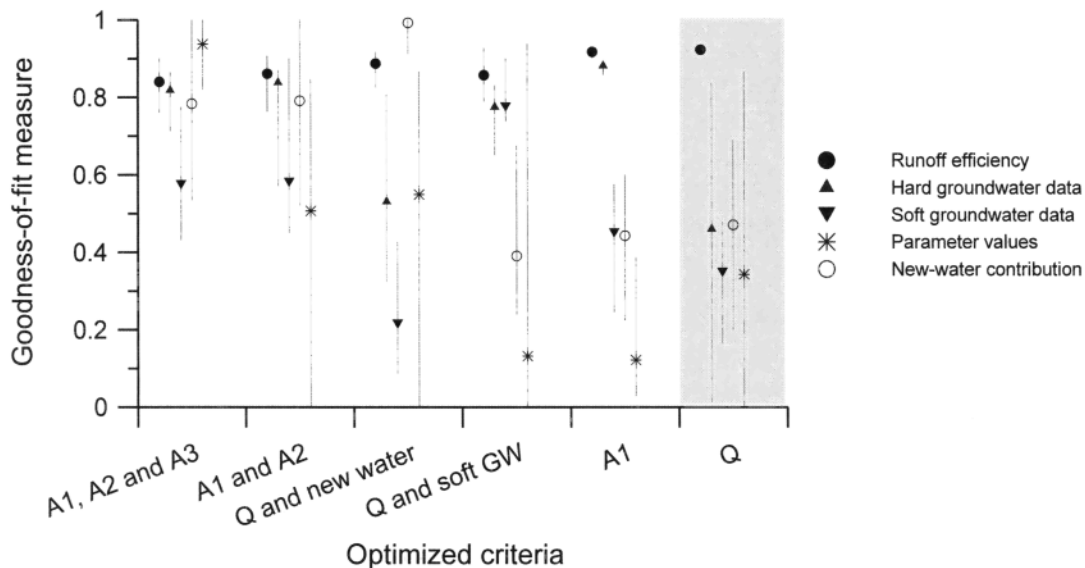 Goodness-of-fit measure
1
0.8
0.6
0.4
0.2
0
A1, A2 and A3
A1 and A2
Q and new water
Q and soft GW
A1
Q
Optimized criteria
Runoff efficiency
Hard groundwater data
Soft groundwater data
Parameter values
New-water contribution